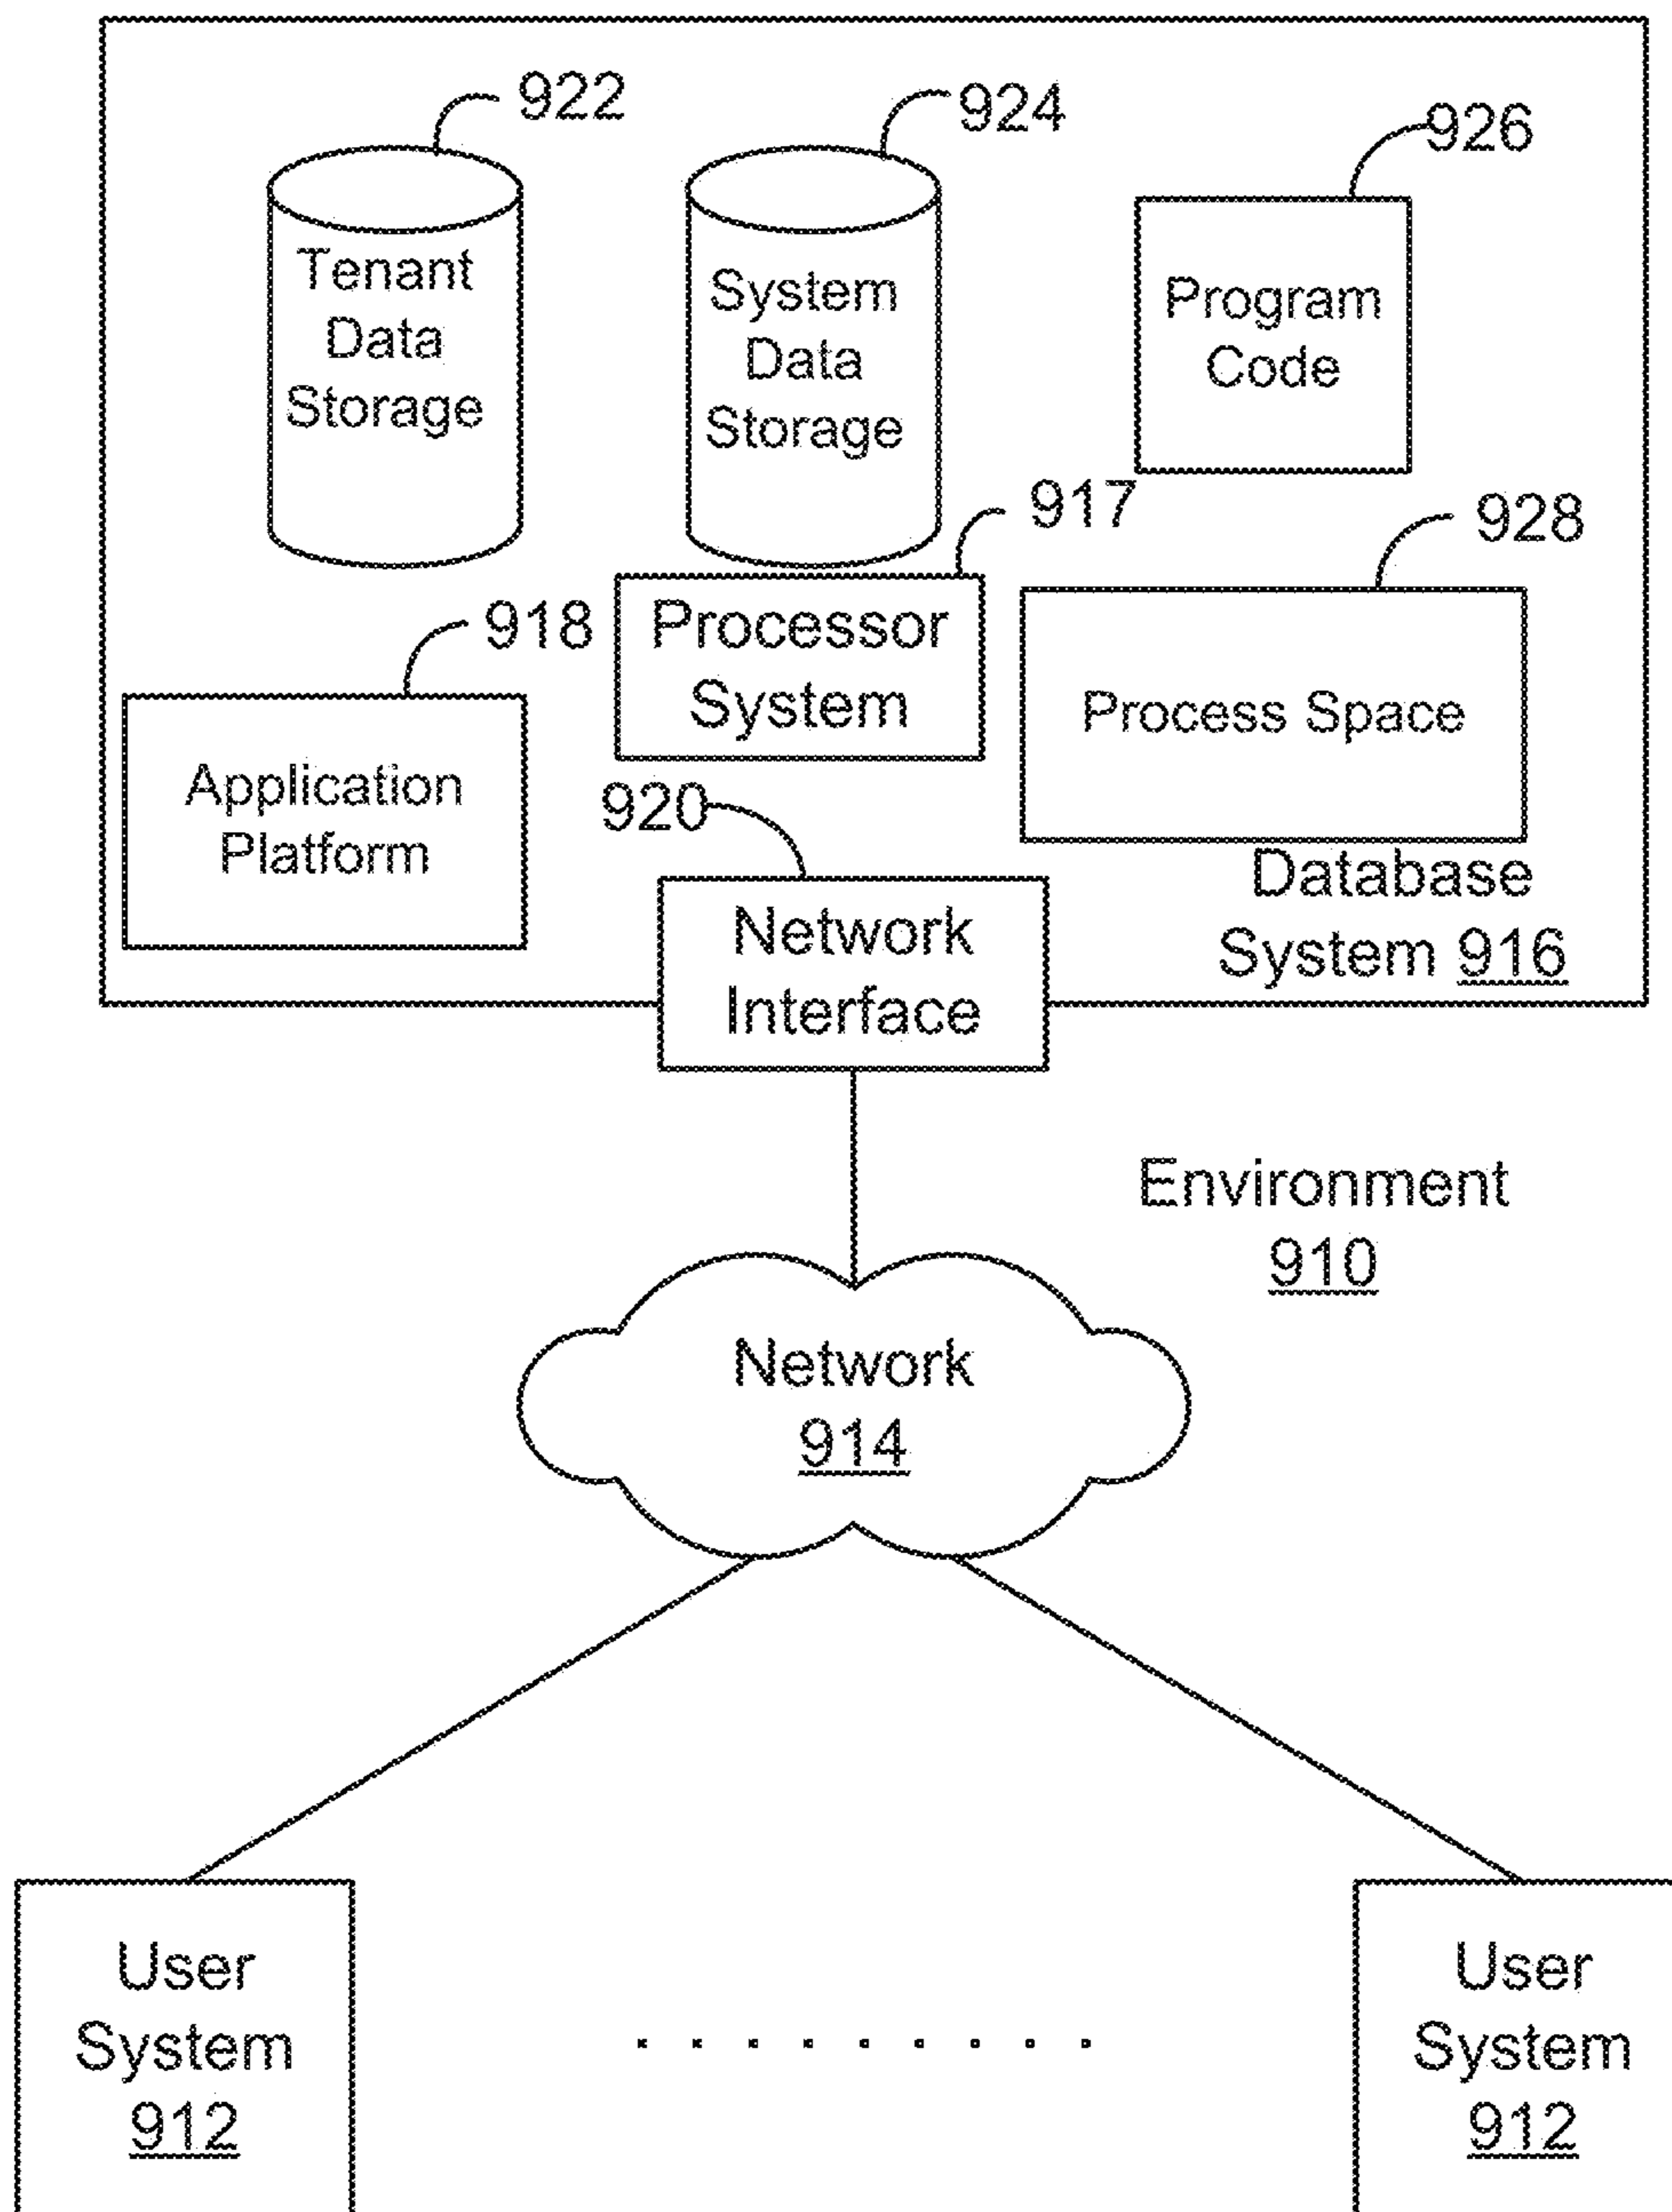 922
924
926
Tenant
Data
Storage
System
Data
Storage
Program
Code
917
928
918
Processor
System
Process Space
Application
Platform
920
Database
System 916
Network
Interface
Environment
910
Network
914
User
System
912
User
System
912